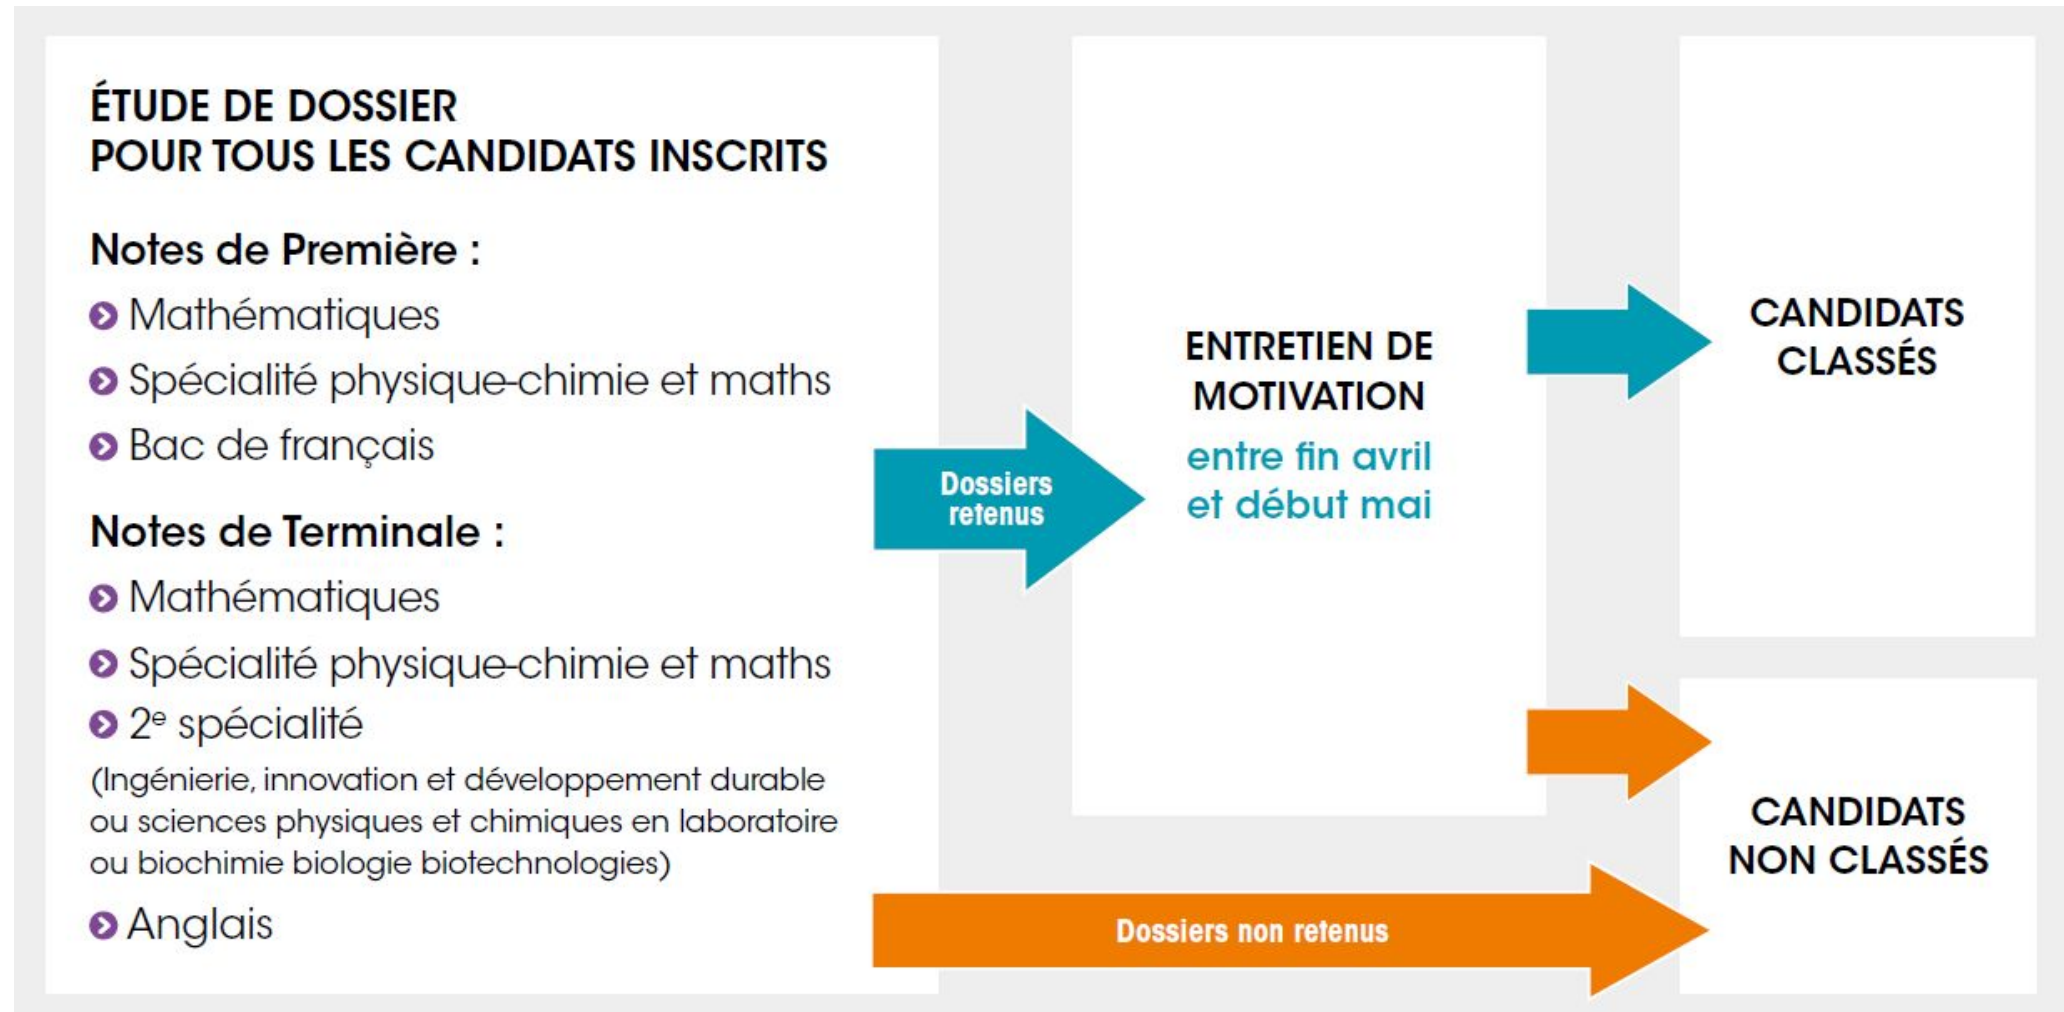 ÉTUDE DE DOSSIER
POUR TOUS LES CANDIDATS INSCRITS
Notes de Première :
Mathématiques
Spécialité physique-chimie et maths
Bac de français
Notes de Terminale :
Mathématiques
Spécialité physique-chimie et maths
2e spécialité
(Ingénierie, innovation et développement durable
ou sciences physiques et chimiques en laboratoire
ou biochimie biologie biotechnologies)
Anglais
Dossiers
retenus
ENTRETIEN DE
MOTIVATION
entre fin avril
et début mai
CANDIDATS
CLASSÉS
Dossiers non retenus
CANDIDATS
NON CLASSÉS